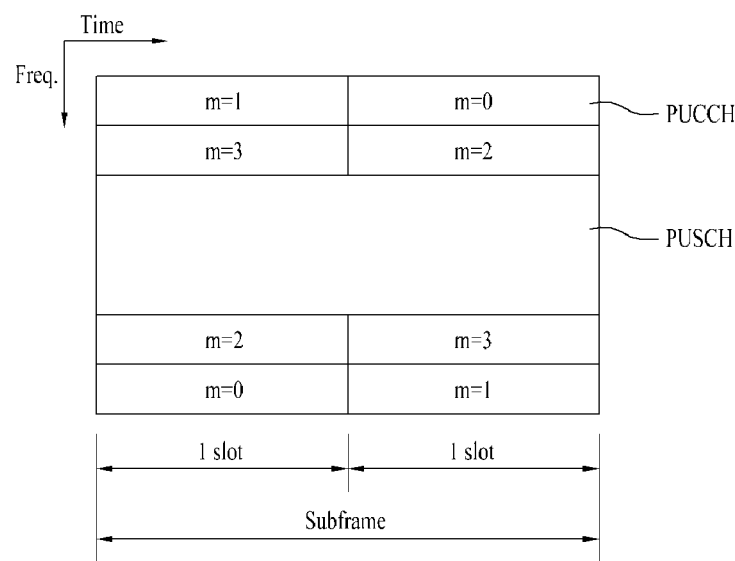 Time
Freq.
m=1 m=0
PUCCH
m=3 m=2
PUSCH
m=2 m=3
m=0 m=1
1 slot 1 slot
Subframe